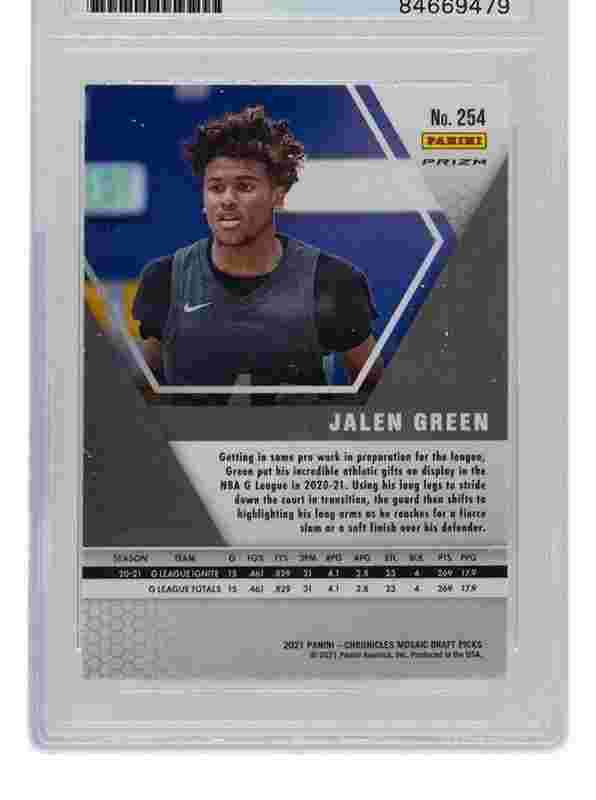 84669479
No. 254
PANINI
PRIZM
JALEN GREEN
Getting in some pro work in preparation for the league,
Green put his incredible athletic gifts on display in the
NBA G League in 2020-21. Using his long legs to stride
down the court in transition, the guard then shifts to
highlighting his long arms as he reaches for a fierce
slam or a soft finish over his defender.
SEASON TEAM G FG% FT% 3PM RPG APG STL BLK PTS PPG
20-21 G LEAGUE IGNITE 15 .461 .829 31 4.1 2.8 23 4 269 17.9
G LEAGUE TOTALS 15 .461 .829 31 4.1 2.8 23 4 269 17.9
2021 PANINI – CHRONICLES MOSAIC DRAFT PICKS
© 2021 Panini America, Inc. Produced in the USA.